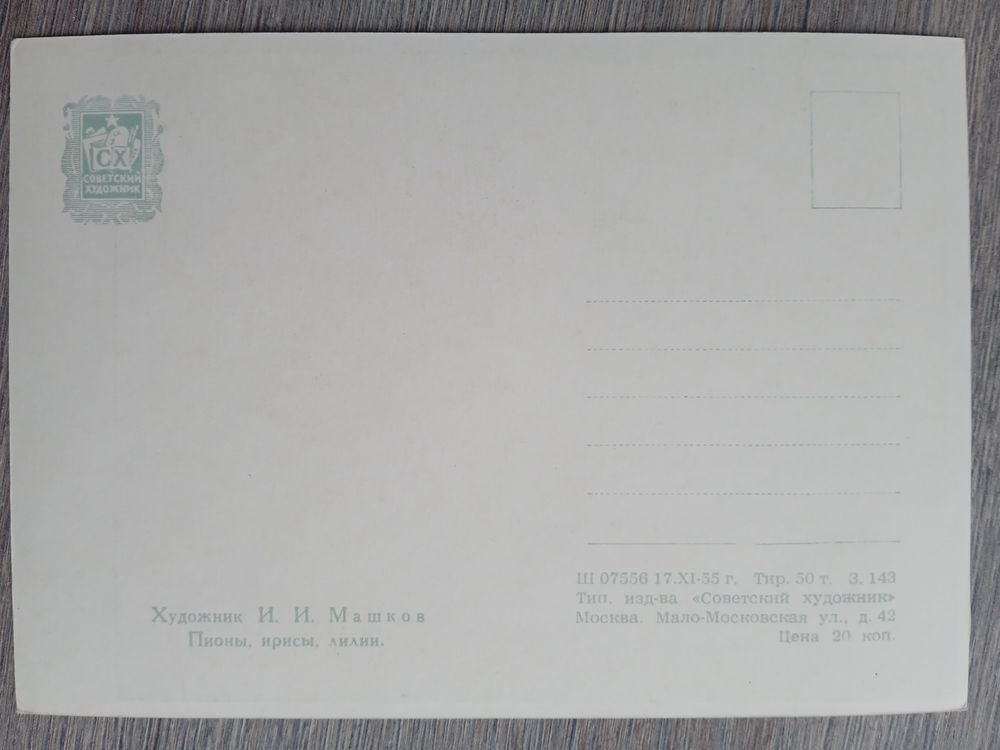 СХ
СОВЕТСКИЙ
ХУДОЖНИК
Художник И. И. Машков
Пионы, ирисы, лилии.
Ш 07556 17.XI-55 г. Тир. 50 т. З. 143
Тип. изд-ва «Советский художник»
Москва. Мало-Московская ул., д. 42
Цена 20 коп.